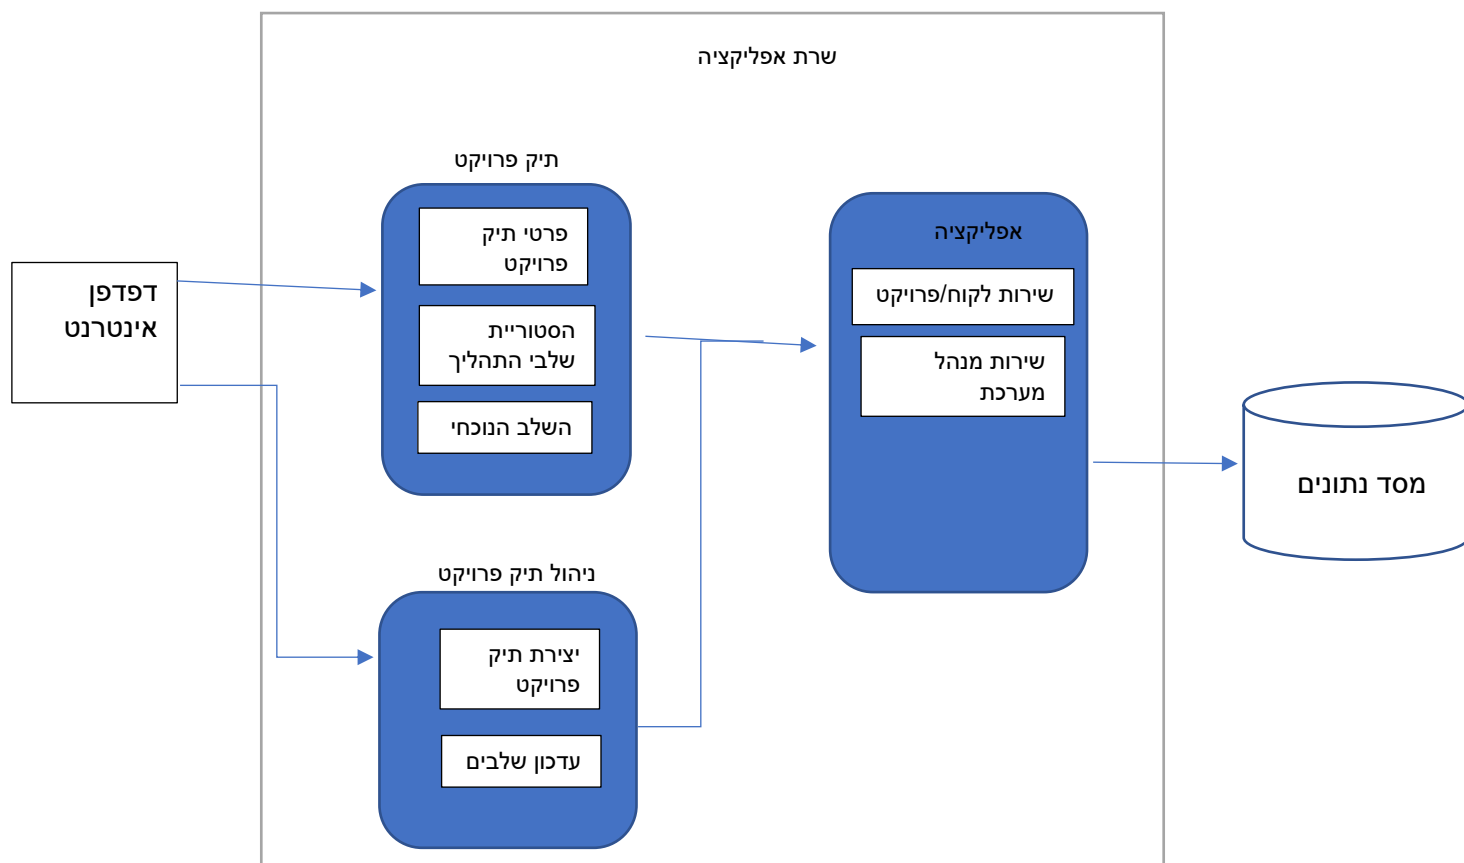 שרת אפליקציה
תיק פרויקט
פרטי תיק
פרויקט
הסטוריית
שלבי התהליך
השלב הנוכחי
אפליקציה
שירות לקוח/פרויקט
שירות מנהל
מערכת
דפדפן
אינטרנט
מסד נתונים
ניהול תיק פרויקט
יצירת תיק
פרויקט
עדכון שלבים